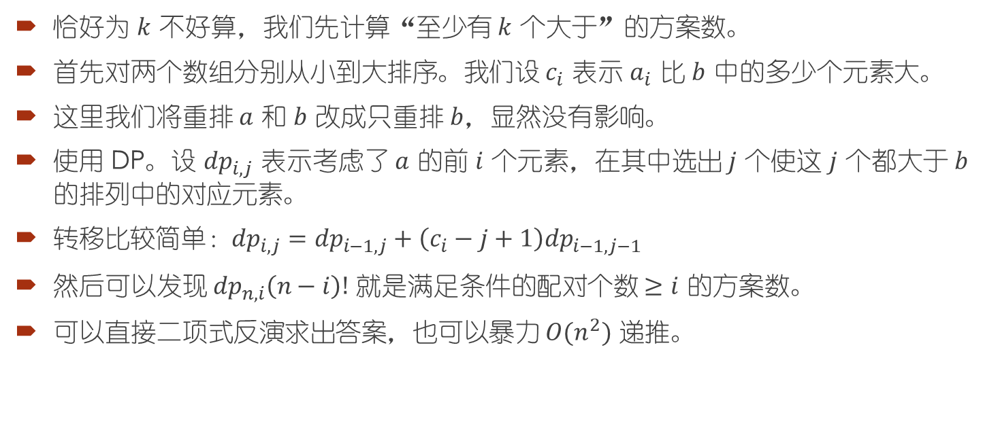 恰好为 k 不好算，我们先计算“至少有 k 个大于”的方案数。
首先对两个数组分别从小到大排序。我们设 c_i 表示 a_i 比 b 中的多少个元素大。
这里我们将重排 a 和 b 改成只重排 b，显然没有影响。
使用 DP。设 dp_{i,j} 表示考虑了 a 的前 i 个元素，在其中选出 j 个使这 j 个都大于 b
的排列中的对应元素。
转移比较简单：dp_{i,j} = dp_{i−1,j} + (c_i − j + 1)dp_{i−1,j−1}
然后可以发现 dp_{n,i}(n − i)! 就是满足条件的配对个数 ≥ i 的方案数。
可以直接二项式反演求出答案，也可以暴力 O(n^2) 递推。